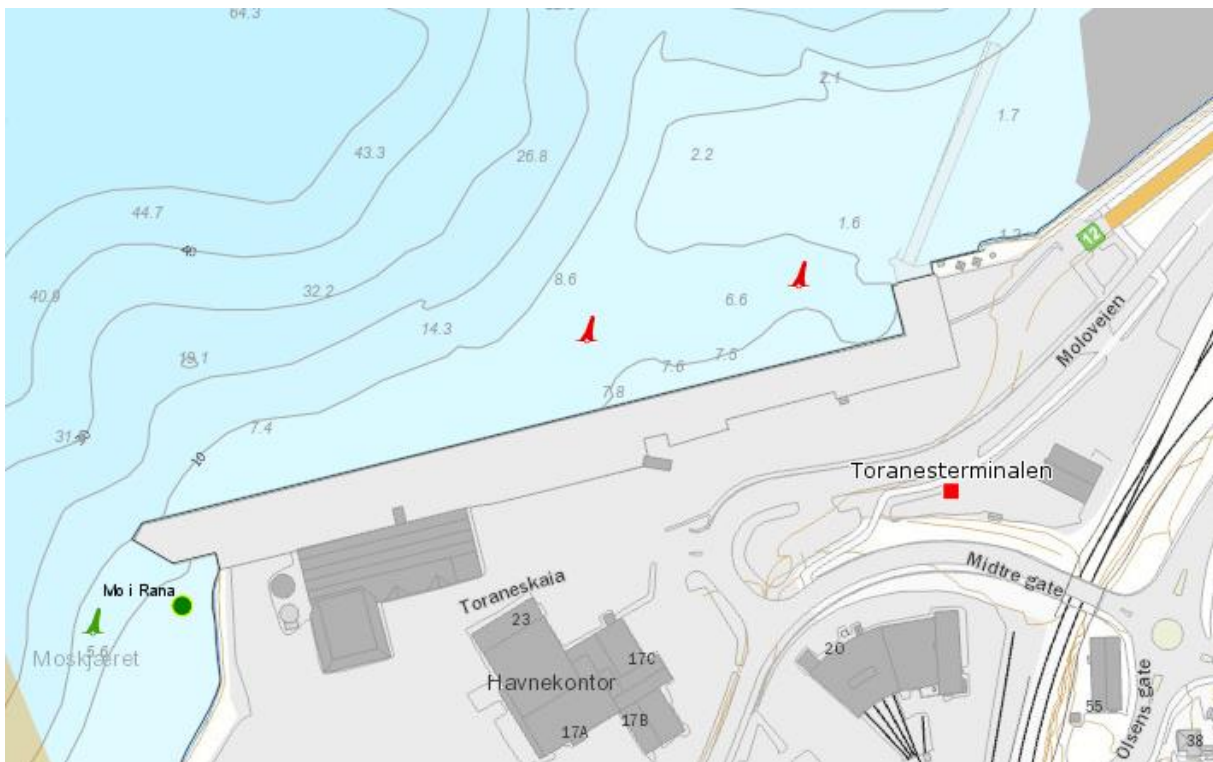 64.3
2.1
1.7
43.3
26.8
2.2
44.7
1.6
12
1.2
40
40.9
32.2
8.6
6.6
14.3
Moloveien
7.5
7.6
7.8
7.4
31.
10
Toranesterminalen
Midtre gate
Mo i Rana
Toraneskaia
23
5.6
Moskjæret
20
17C
Havnekontor
17B
17A
55
Olsens gate
38